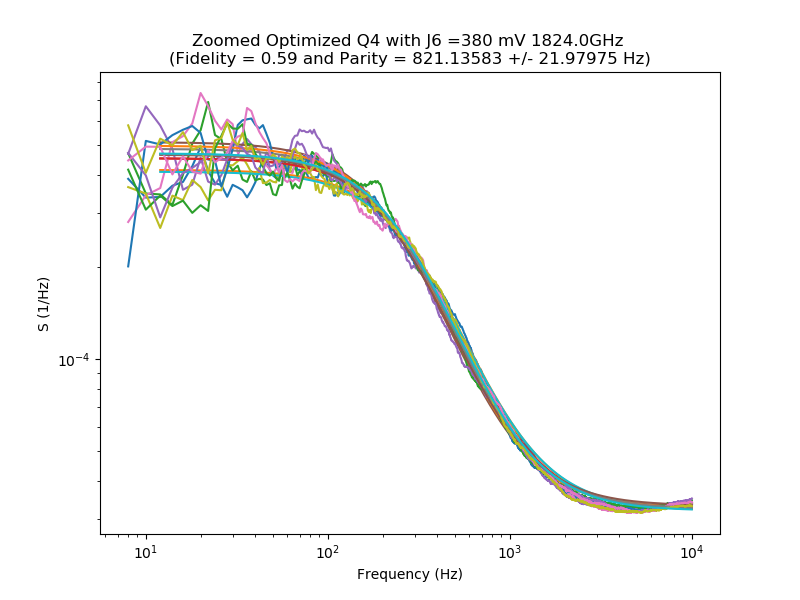 Zoomed Optimized Q4 with J6 =380 mV 1824.0GHz
(Fidelity = 0.59 and Parity = 821.13583 +/- 21.97975 Hz)
S (1/Hz)
10⁻⁴
10¹ 10² 10³ 10⁴
Frequency (Hz)